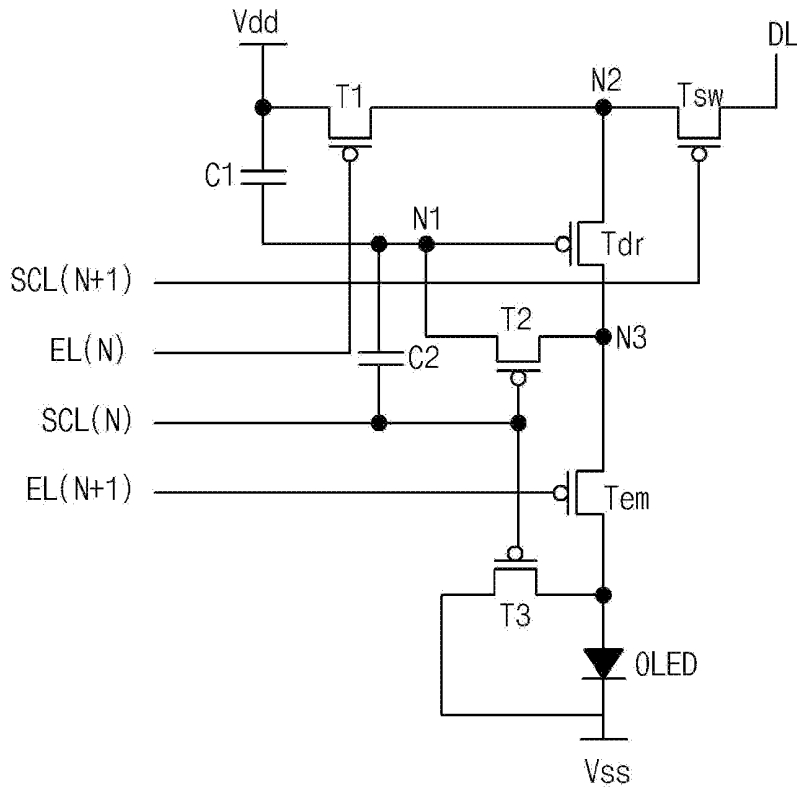 Vdd
DL
T1
N2
Tsw
C1
N1
Tdr
SCL(N+1)
T2
EL(N)
C2
N3
SCL(N)
EL(N+1)
Tem
T3
OLED
Vss